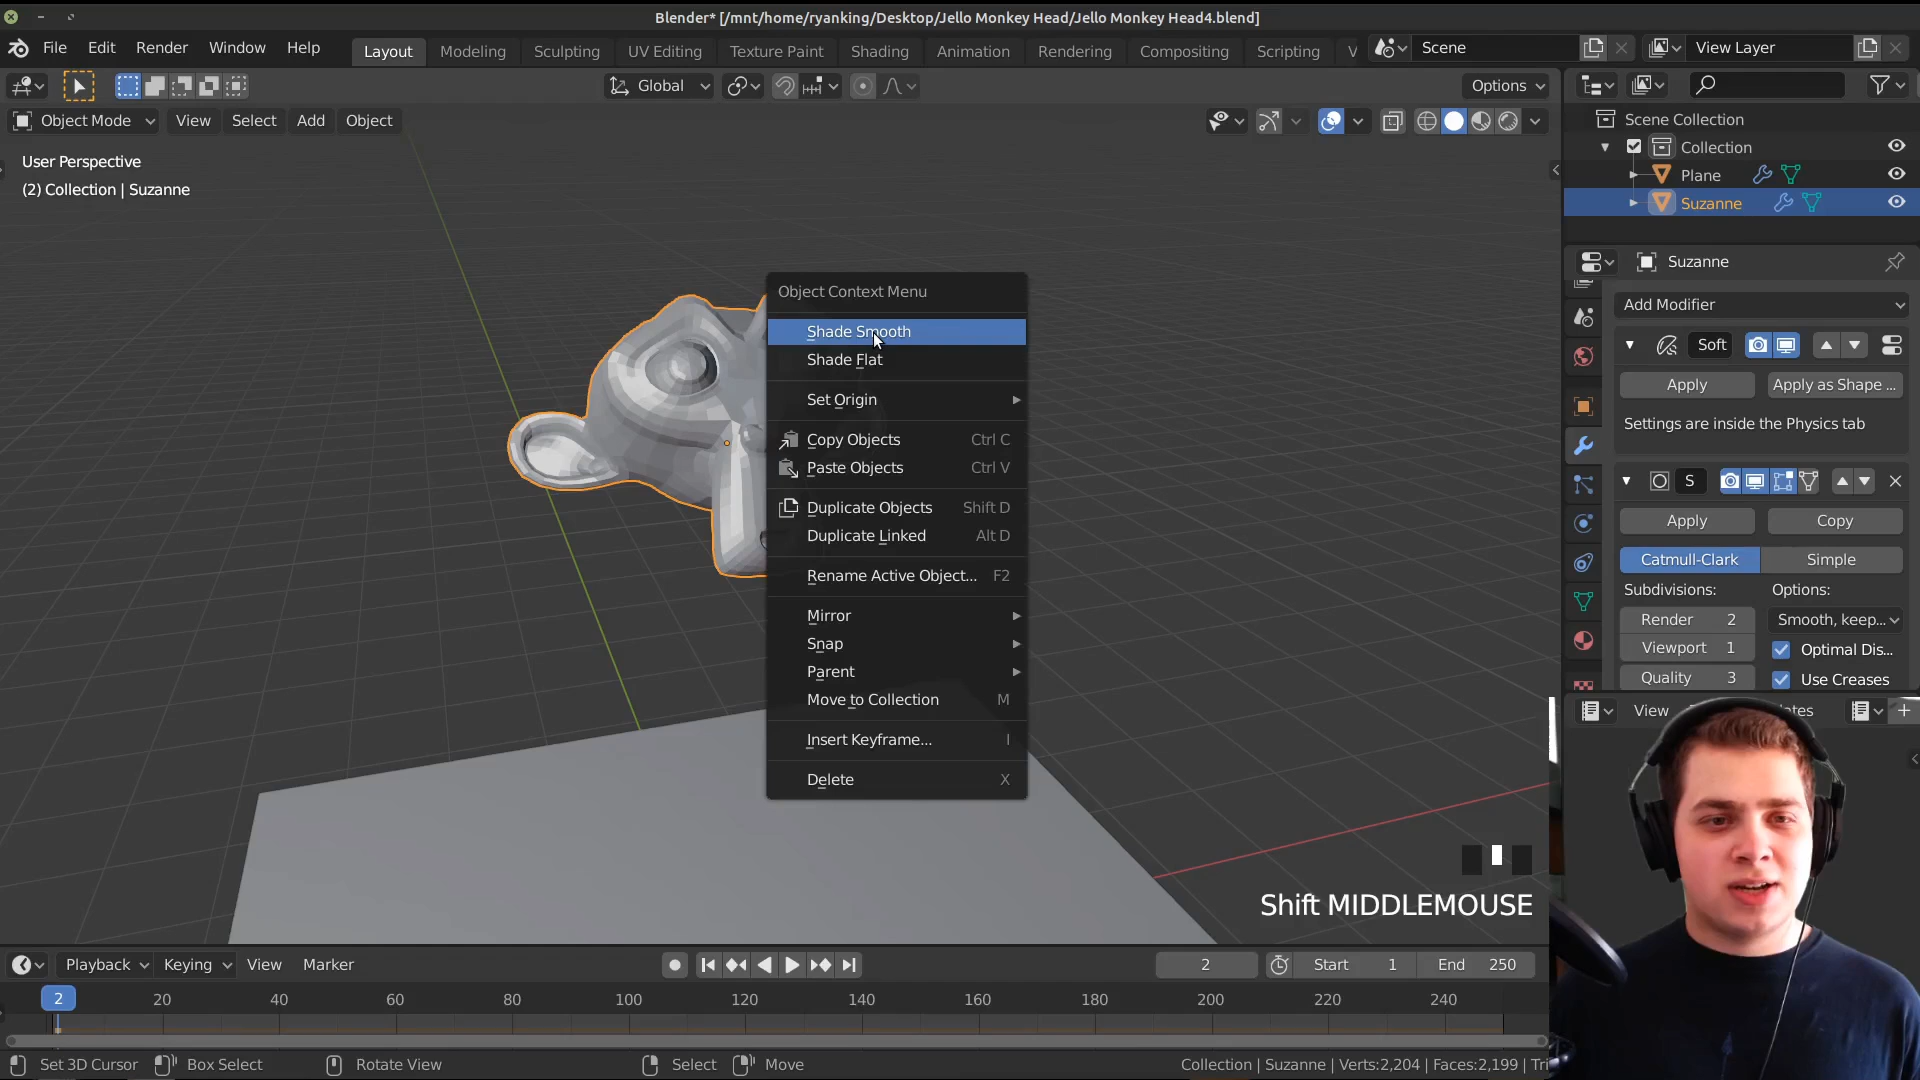 Blender* [/mnt/home/ryanking/Desktop/Jello Monkey Head/Jello Monkey Head4.blend]
File Edit Render Window Help Layout Modeling Sculpting UV Editing Texture Paint Shading Animation Rendering Compositing Scripting Scene View Layer
Global Options
Object Mode View Select Add Object
User Perspective
(2) Collection | Suzanne
Scene Collection
Collection
Plane
Suzanne
Suzanne
Add Modifier
Soft
Apply Apply as Shape ...
Settings are inside the Physics tab
S
Apply Copy
Catmull-Clark Simple
Subdivisions: Options:
Render 2 Smooth, keep...
Viewport 1 Optimal Dis...
Quality 3 Use Creases
View
Object Context Menu
Shade Smooth
Shade Flat
Set Origin
Copy Objects Ctrl C
Paste Objects Ctrl V
Duplicate Objects Shift D
Duplicate Linked Alt D
Rename Active Object... F2
Mirror
Snap
Parent
Move to Collection M
Insert Keyframe... I
Delete X
Shift MIDDLEMOUSE
Playback Keying View Marker 2 Start 1 End 250
2 20 40 60 80 100 120 140 160 180 200 220 240
Set 3D Cursor Box Select Rotate View Select Move Collection | Suzanne | Verts:2,204 | Faces:2,199 | Tri